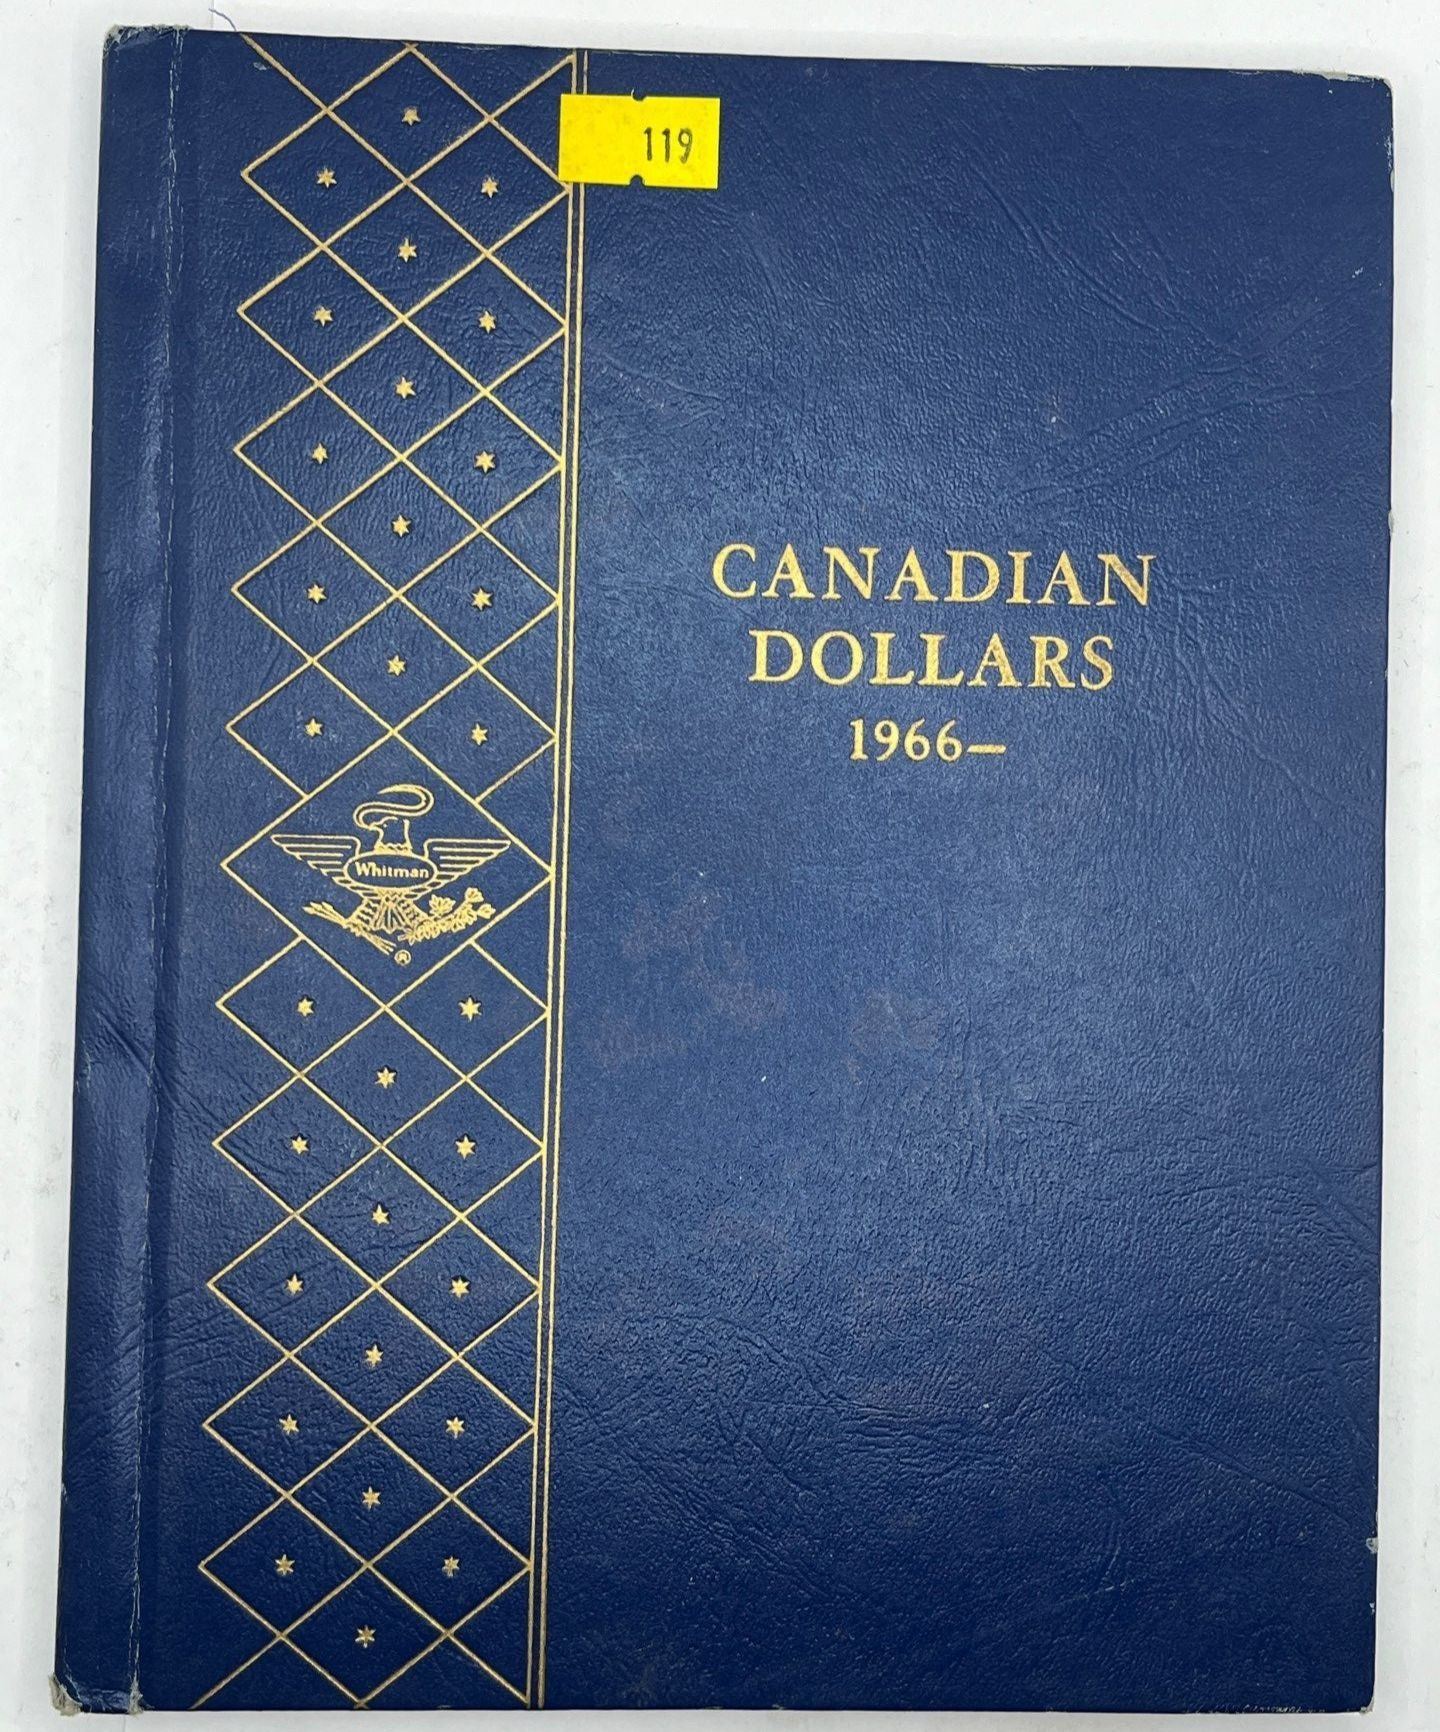 119
CANADIAN
DOLLARS
1966—
Whitman
®